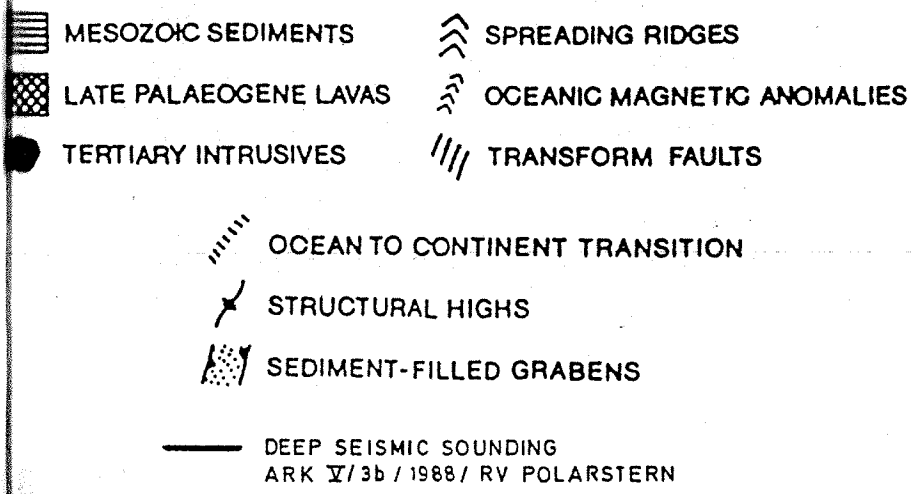 MESOZOIC SEDIMENTS
SPREADING RIDGES
LATE PALAEOGENE LAVAS
OCEANIC MAGNETIC ANOMALIES
TERTIARY INTRUSIVES
TRANSFORM FAULTS
OCEAN TO CONTINENT TRANSITION
STRUCTURAL HIGHS
SEDIMENT-FILLED GRABENS
DEEP SEISMIC SOUNDING
ARK V/3b/1988/ RV POLARSTERN